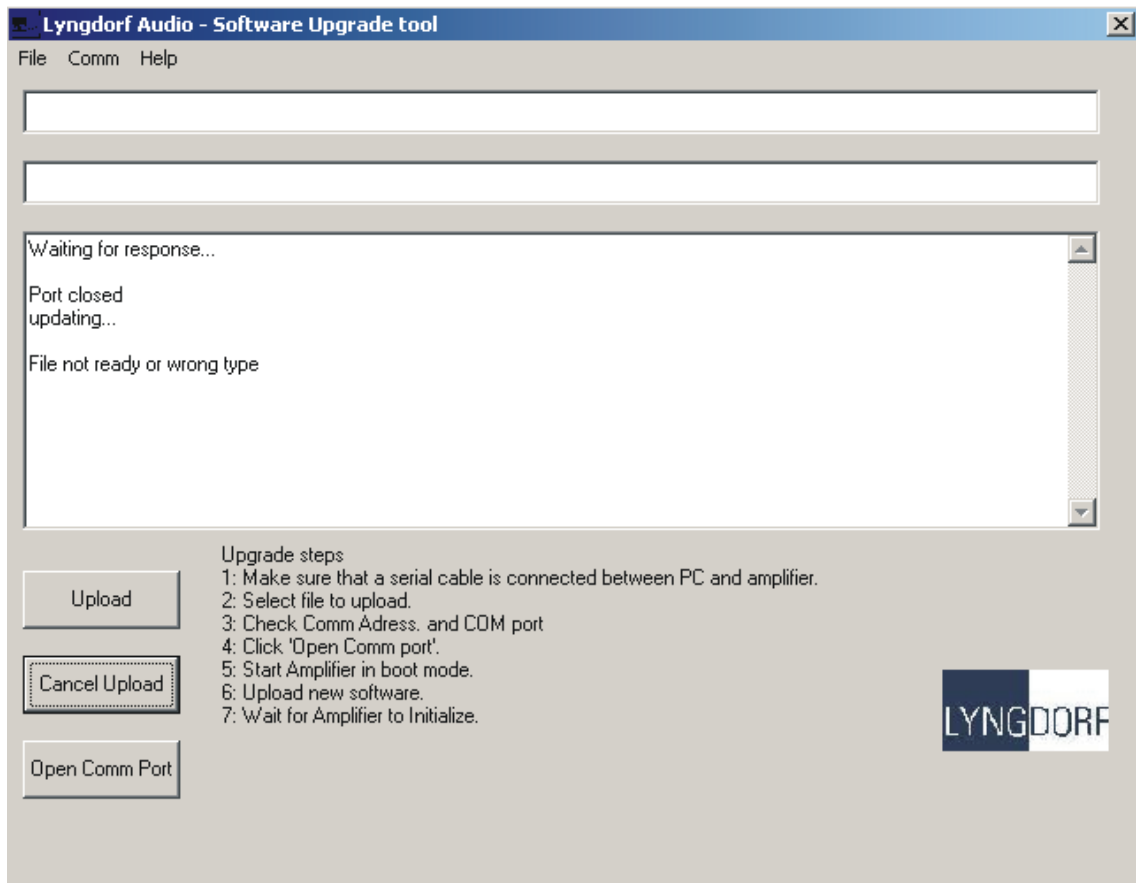 Lyngdorf Audio - Software Upgrade tool
File Comm Help
Waiting for response...
Port closed
updating...
File not ready or wrong type
Upload
Cancel Upload
Open Comm Port
Upgrade steps
1: Make sure that a serial cable is connected between PC and amplifier.
2: Select file to upload.
3: Check Comm Adress. and COM port
4: Click 'Open Comm port'.
5: Start Amplifier in boot mode.
6: Upload new software.
7: Wait for Amplifier to Initialize.
LYNGDORF